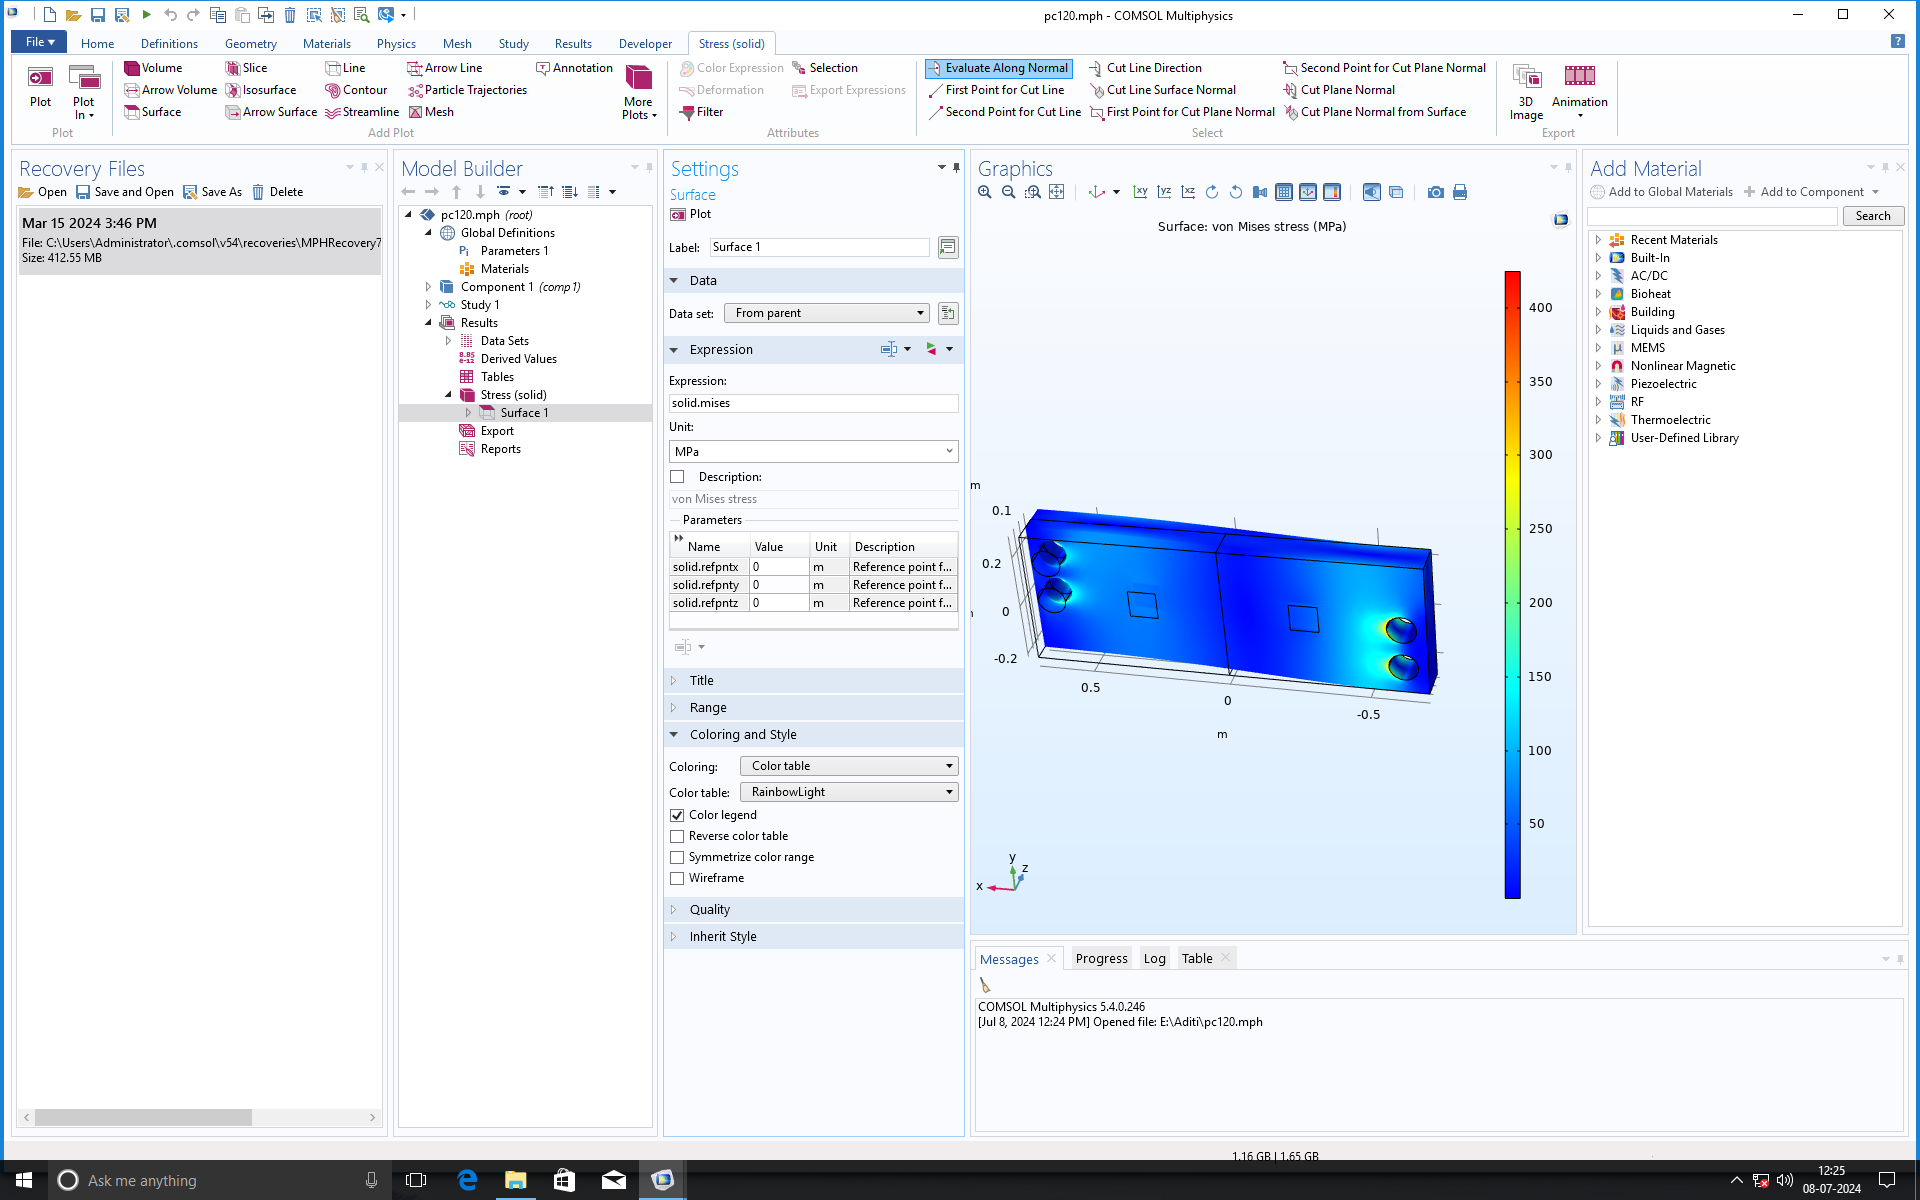 pc120.mph - COMSOL Multiphysics
File
Home
Definitions
Geometry
Materials
Physics
Mesh
Study
Results
Developer
Stress (solid)
Plot
Plot In
Plot
Volume
Arrow Volume
Surface
Slice
Isosurface
Arrow Surface
Line
Contour
Streamline
Arrow Line
Particle Trajectories
Mesh
Annotation
More Plots
Add Plot
Color Expression
Deformation
Filter
Selection
Export Expressions
Attributes
Evaluate Along Normal
First Point for Cut Line
Second Point for Cut Line
Cut Line Direction
Cut Line Surface Normal
First Point for Cut Plane Normal
Second Point for Cut Plane Normal
Cut Plane Normal
Cut Plane Normal from Surface
Select
3D Image
Animation
Export
Recovery Files
Open
Save and Open
Save As
Delete
Mar 15 2024 3:46 PM
File: C:\Users\Administrator\.comsol\v54\recoveries\MPHRecovery7
Size: 412.55 MB
Model Builder
pc120.mph (root)
Global Definitions
Parameters 1
Materials
Component 1 (comp1)
Study 1
Results
Data Sets
8.85
e-12
Derived Values
Tables
Stress (solid)
Surface 1
Export
Reports
Settings
Surface
Plot
Label: Surface 1
Data
Data set: From parent
Expression
Expression:
solid.mises
Unit:
MPa
Description:
von Mises stress
Parameters
Name Value Unit Description
solid.refpntx 0 m Reference point f...
solid.refpnty 0 m Reference point f...
solid.refpntz 0 m Reference point f...
Title
Range
Coloring and Style
Coloring: Color table
Color table: RainbowLight
Color legend
Reverse color table
Symmetrize color range
Wireframe
Quality
Inherit Style
Graphics
xy yz xz
Surface: von Mises stress (MPa)
400
350
300
250
200
150
100
50
m
0.1
0.2
0
-0.2
0.5
0
-0.5
m
y
z
x
Messages
Progress
Log
Table
COMSOL Multiphysics 5.4.0.246
[Jul 8, 2024 12:24 PM] Opened file: E:\Aditi\pc120.mph
Add Material
Add to Global Materials
Add to Component
Search
Recent Materials
Built-In
AC/DC
Bioheat
Building
Liquids and Gases
MEMS
Nonlinear Magnetic
Piezoelectric
RF
Thermoelectric
User-Defined Library
1.16 GB | 1.65 GB
Ask me anything
12:25
08-07-2024